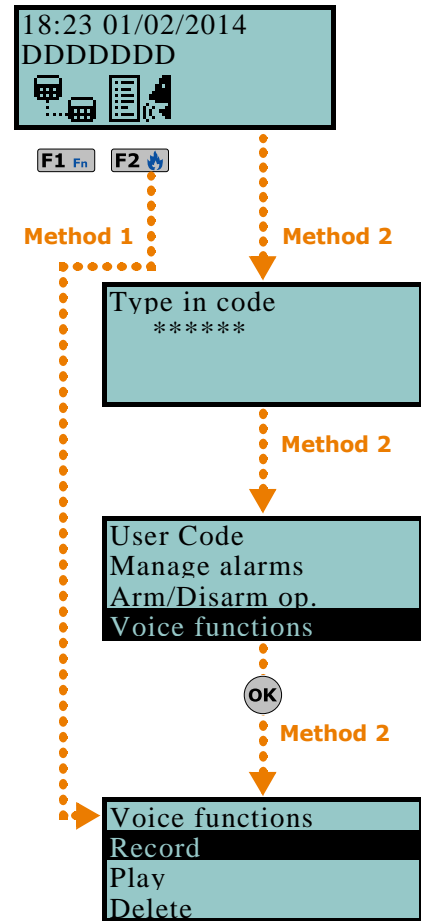 18:23 01/02/2014
DDDDDDD
F1 Fn F2
Method 1
Method 2
Type in code
******
Method 2
User Code
Manage alarms
Arm/Disarm op.
Voice functions
OK
Method 2
Voice functions
Record
Play
Delete